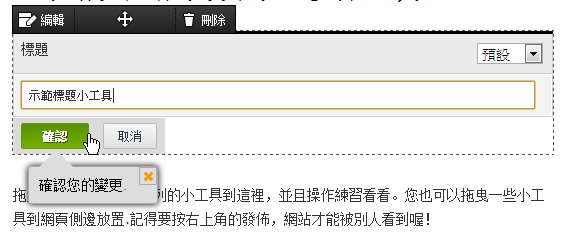 編輯 刪除
標題 預設
示範標題小工具
確認 取消
確認您的變更.
拖 列的小工具到這裡，並且操作練習看看。您也可以拖曳一些小工
具到網頁側邊放置.記得要按右上角的發佈，網站才能被別人看到喔!